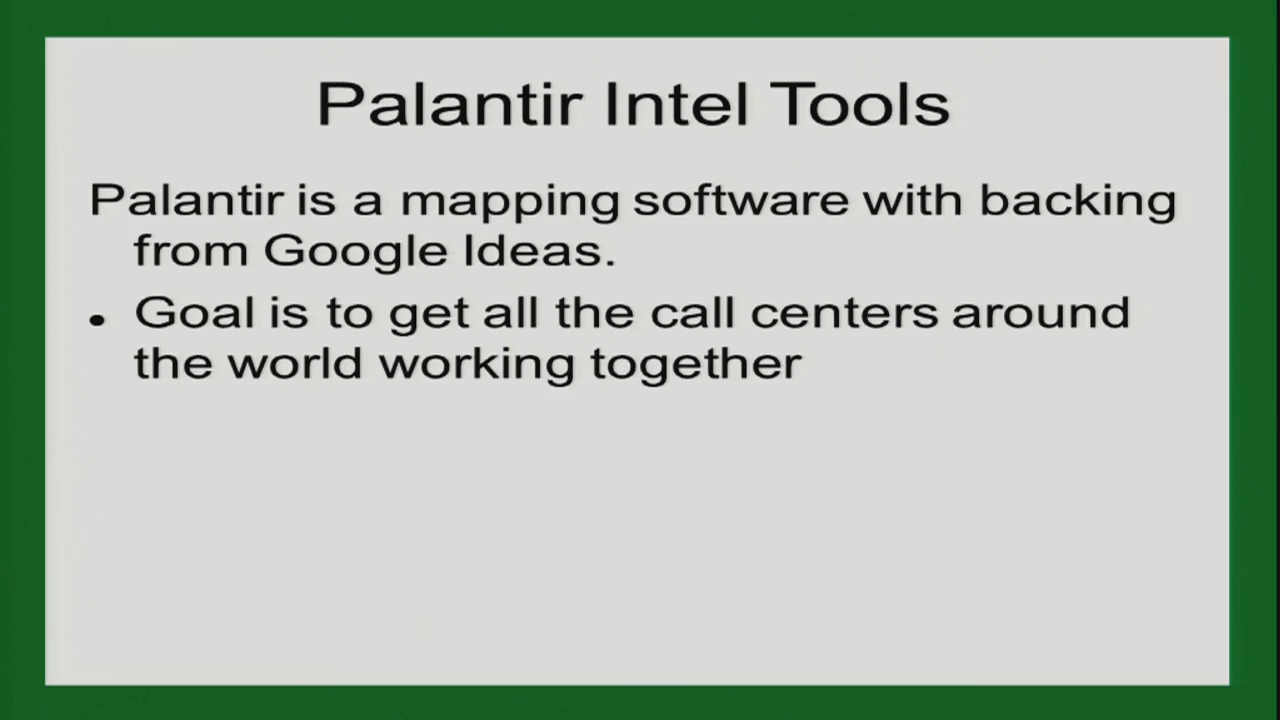 Palantir Intel Tools
Palantir is a mapping software with backing
from Google Ideas.
• Goal is to get all the call centers around
the world working together